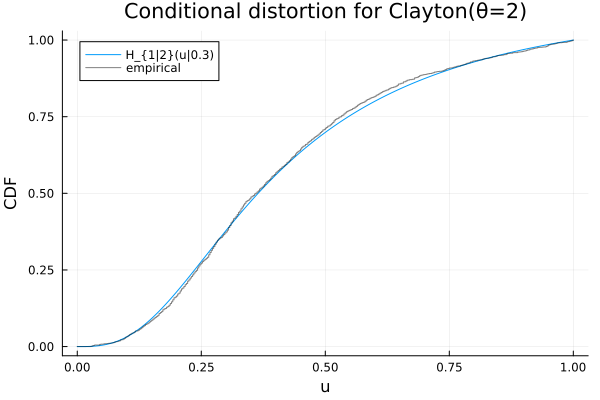 Conditional distortion for Clayton(θ=2)
H_{1|2}(u|0.3)
empirical
CDF
1.00
0.75
0.50
0.25
0.00
0.00 0.25 0.50 0.75 1.00
u